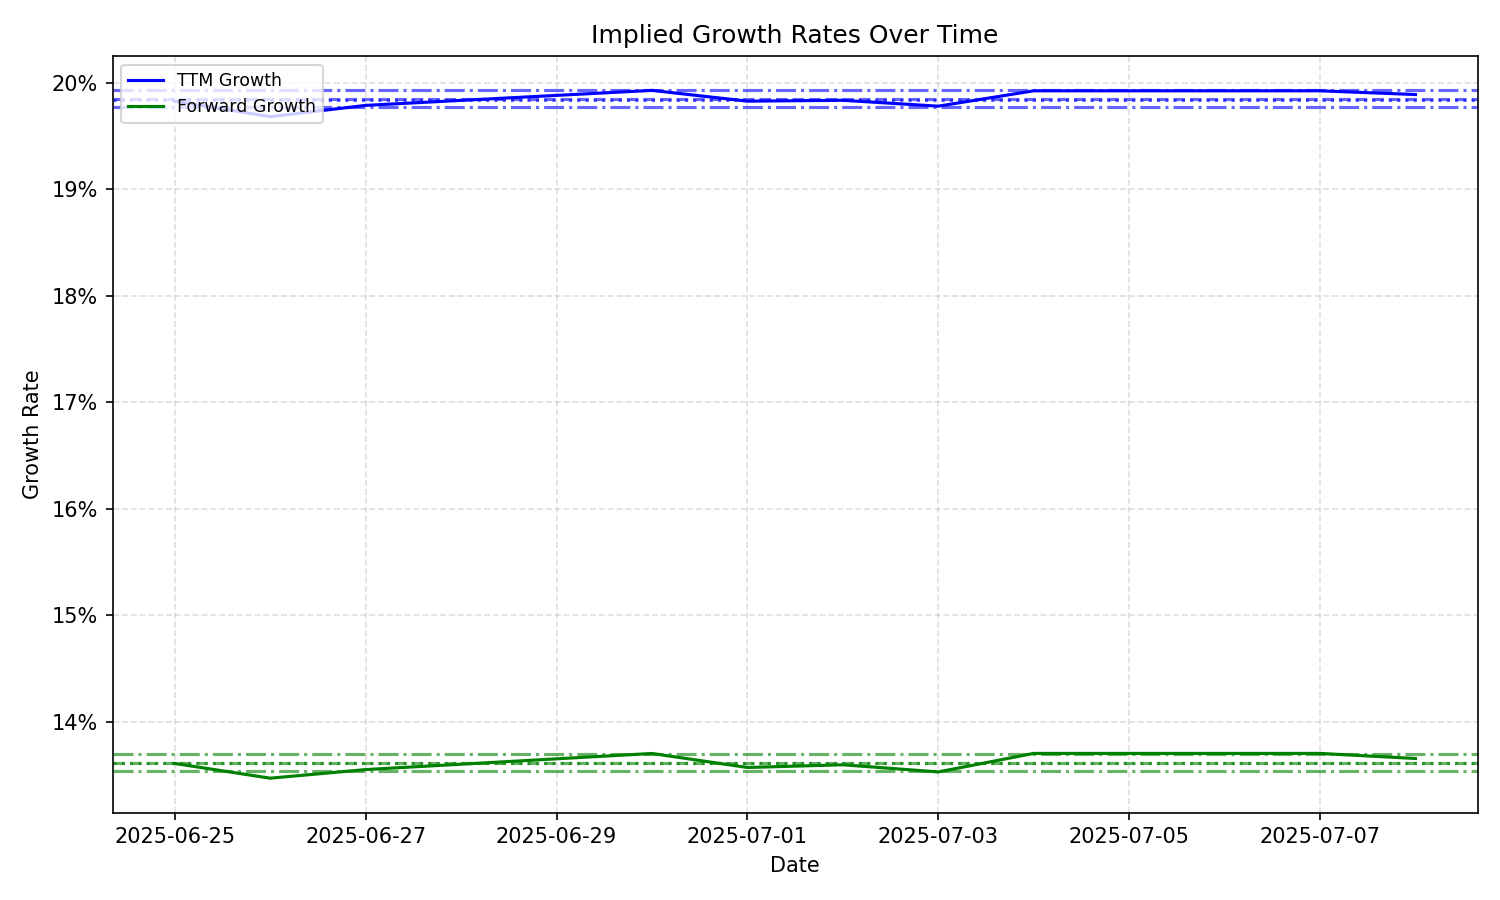 Implied Growth Rates Over Time
TTM Growth
Forward Growth
20%
19%
18%
17%
16%
15%
14%
Growth Rate
2025-06-25 2025-06-27 2025-06-29 2025-07-01 2025-07-03 2025-07-05 2025-07-07
Date